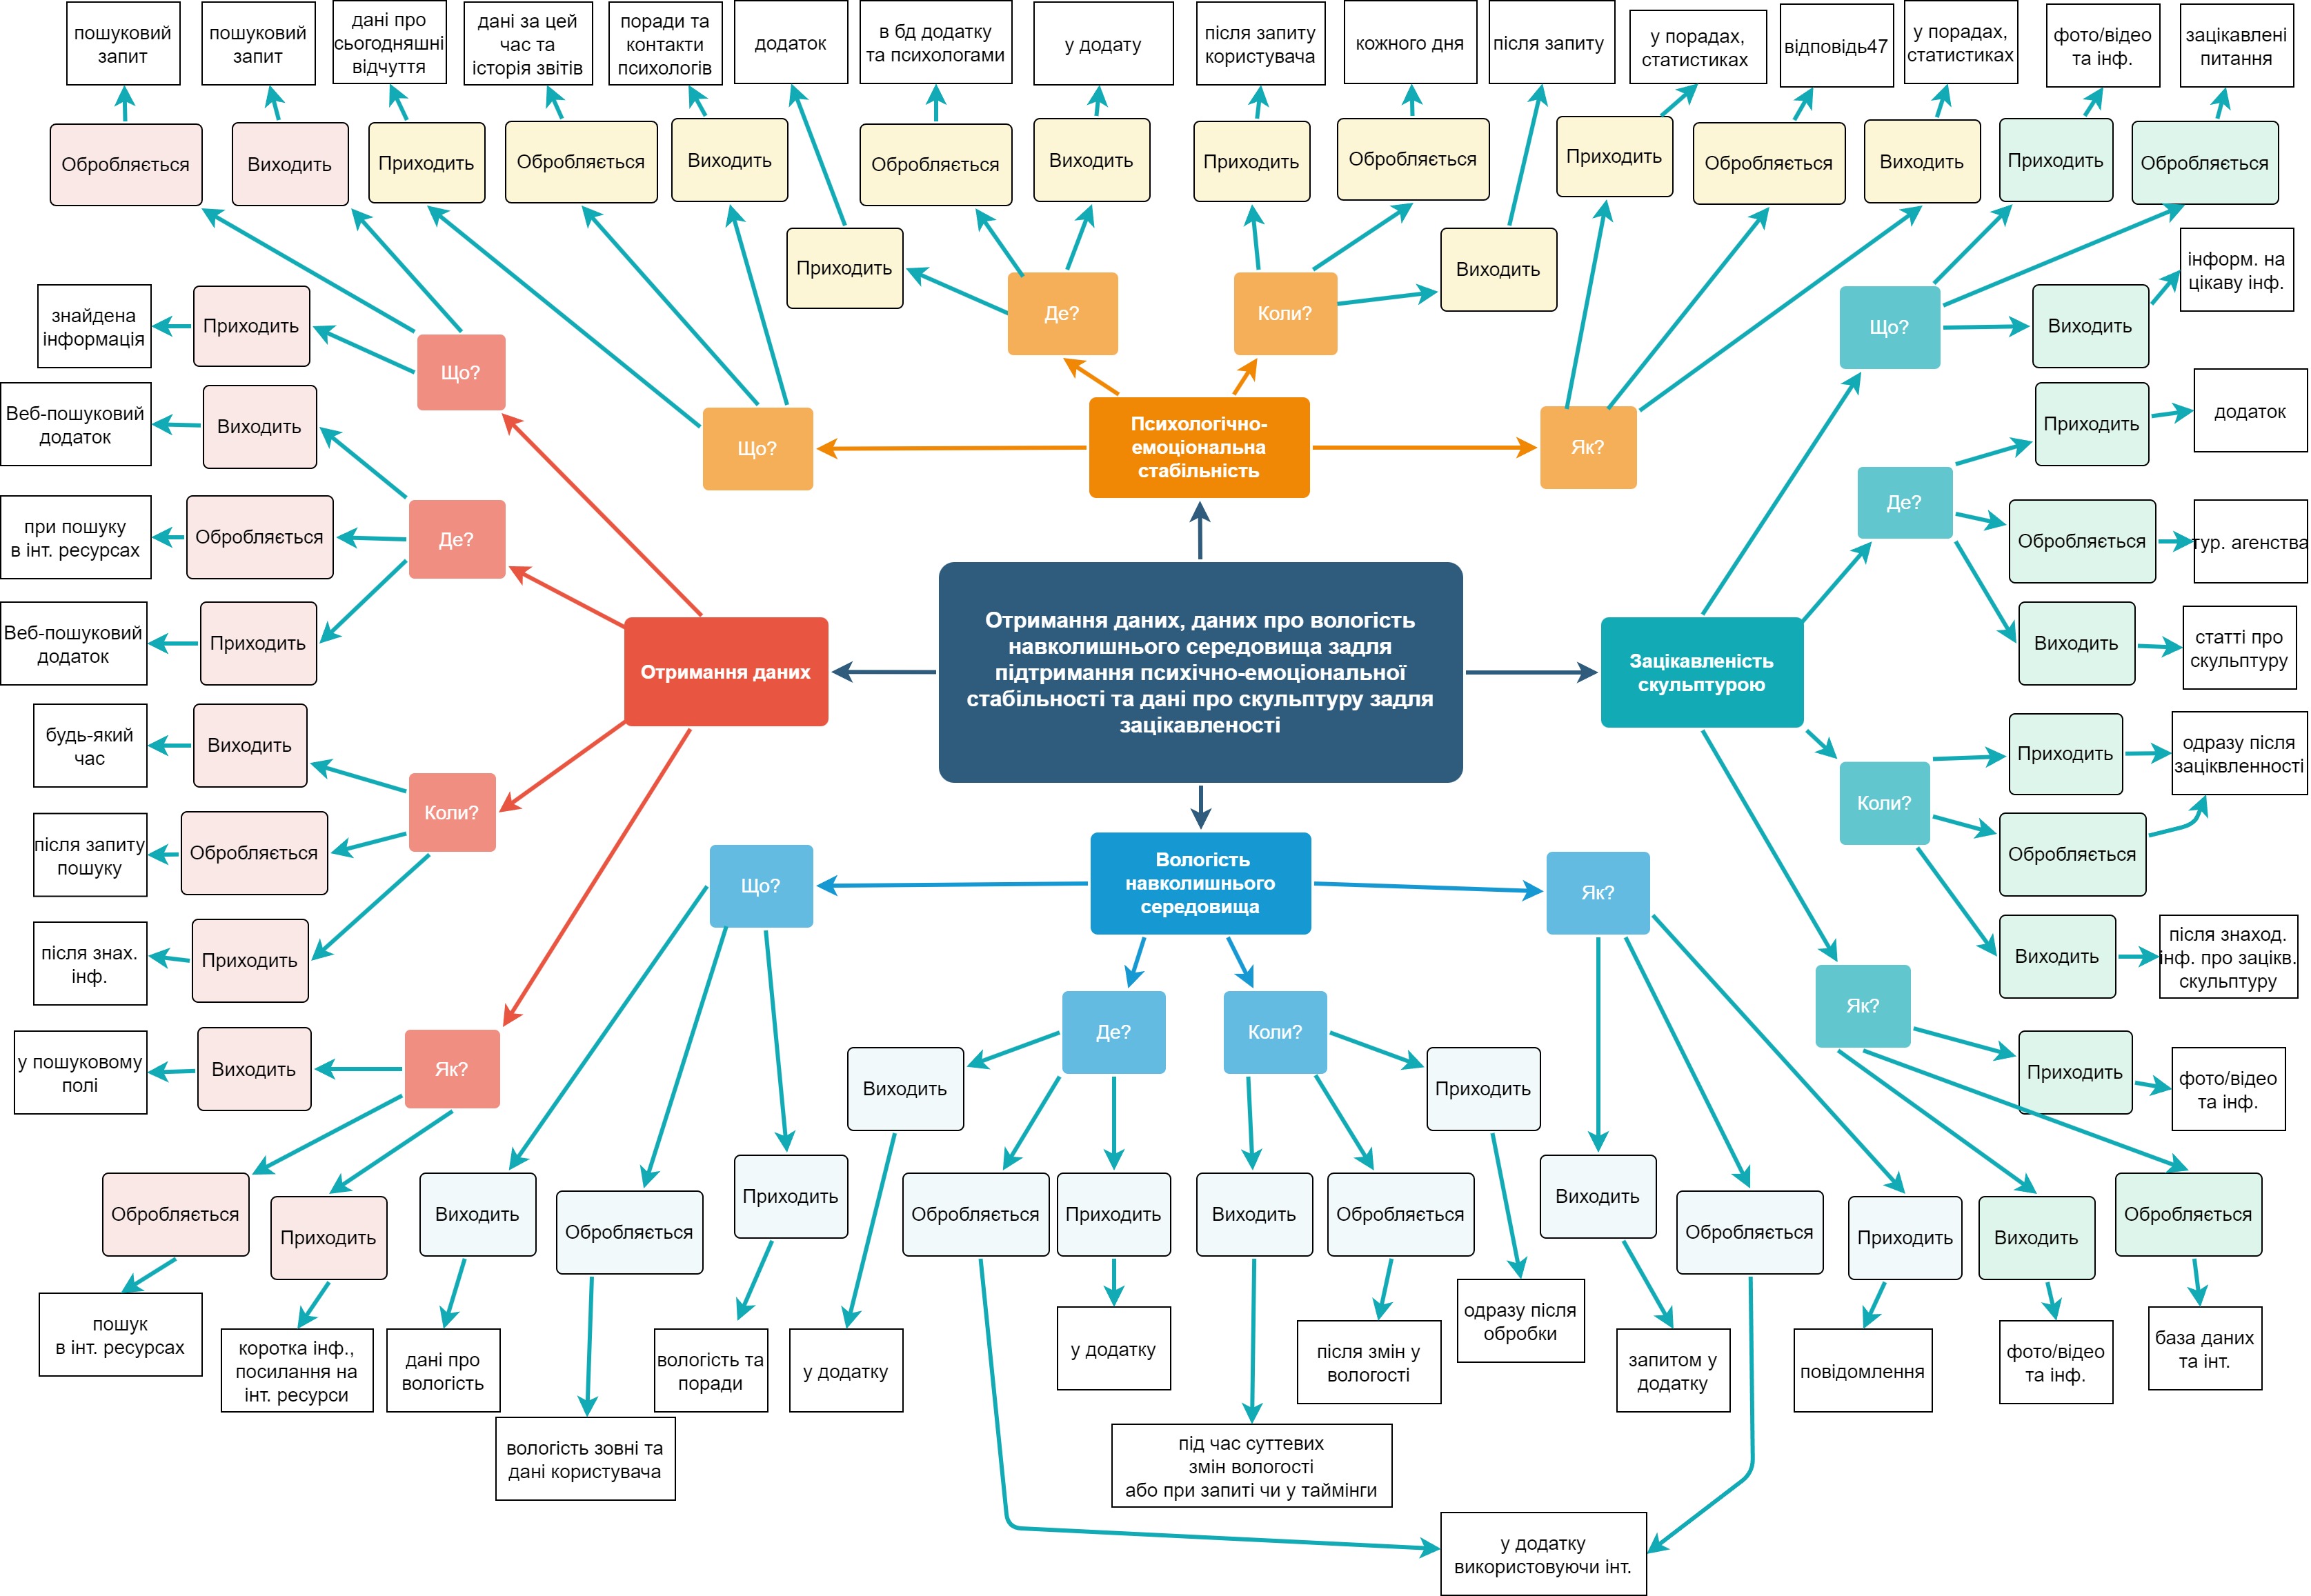 пошуковий
запит
пошуковий
запит
дані про
сьогодняшні
відчуття
дані за цей
час та
історія звітів
поради та
контакти
психологів
додаток
в бд додатку
та психологами
у додату
після запиту
користувача
кожного дня
після запиту
у порадах,
статистиках
відповідь47
у порадах,
статистиках
фото/відео
та інф.
зацікавлені
питання
Обробляється
Виходить
Приходить
Обробляється
Виходить
Обробляється
Виходить
Приходить
Обробляється
Приходить
Обробляється
Виходить
Приходить
Обробляється
Приходить
Виходить
інформ. на
цікаву інф.
знайдена
інформація
Приходить
Що?
Де?
Коли?
Що?
Виходить
Веб-пошуковий
додаток
Виходить
Що?
Психологічно-
емоціональна
стабільність
Як?
Приходить
додаток
при пошуку
в інт. ресурсах
Обробляється
Де?
Де?
Обробляється
тур. агенства
Веб-пошуковий
додаток
Приходить
Отримання даних
Отримання даних, даних про вологість
навколишнього середовища задля
підтримання психічно-емоціональної
стабільності та дані про скульптуру задля
зацікавленості
Зацікавленість
скульптурою
Виходить
статті про
скульптуру
будь-який
час
Виходить
Коли?
Коли?
Приходить
одразу після
заціквленності
після запиту
пошуку
Обробляється
Що?
Вологість
навколишнього
середовища
Як?
Обробляється
після знах.
інф.
Приходить
Виходить
після знаход.
інф. про зацікв.
скульптуру
у пошуковому
полі
Виходить
Як?
Виходить
Де?
Коли?
Приходить
Як?
Приходить
фото/відео
та інф.
Обробляється
Приходить
Виходить
Обробляється
Приходить
Обробляється
Приходить
Виходить
Обробляється
Виходить
Обробляється
Приходить
Виходить
Обробляється
пошук
в інт. ресурсах
коротка інф.,
посилання на
інт. ресурси
дані про
вологість
вологість та
поради
у додатку
у додатку
після змін у
вологості
одразу після
обробки
запитом у
додатку
повідомлення
фото/відео
та інф.
база даних
та інт.
вологість зовні та
дані користувача
під час суттевих
змін вологості
або при запиті чи у таймінги
у додатку
використовуючи інт.